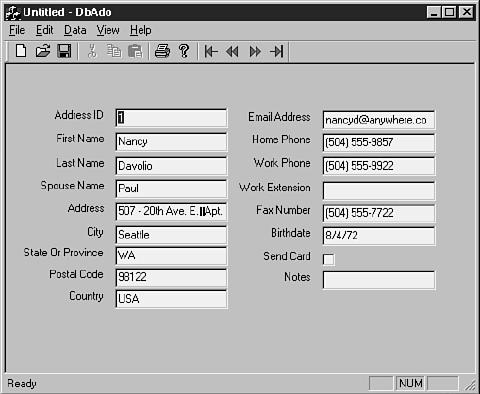 Untitled - DbAdo
File Edit Data View Help
Address ID 1
First Name Nancy
Last Name Davolio
Spouse Name Paul
Address 507 - 20th Ave. E. Apt.
City Seattle
State Or Province WA
Postal Code 98122
Country USA
Email Address nancyd@anywhere.co
Home Phone (504) 555-9857
Work Phone (504) 555-9922
Work Extension
Fax Number (504) 555-7722
Birthdate 8/4/72
Send Card
Notes
Ready NUM